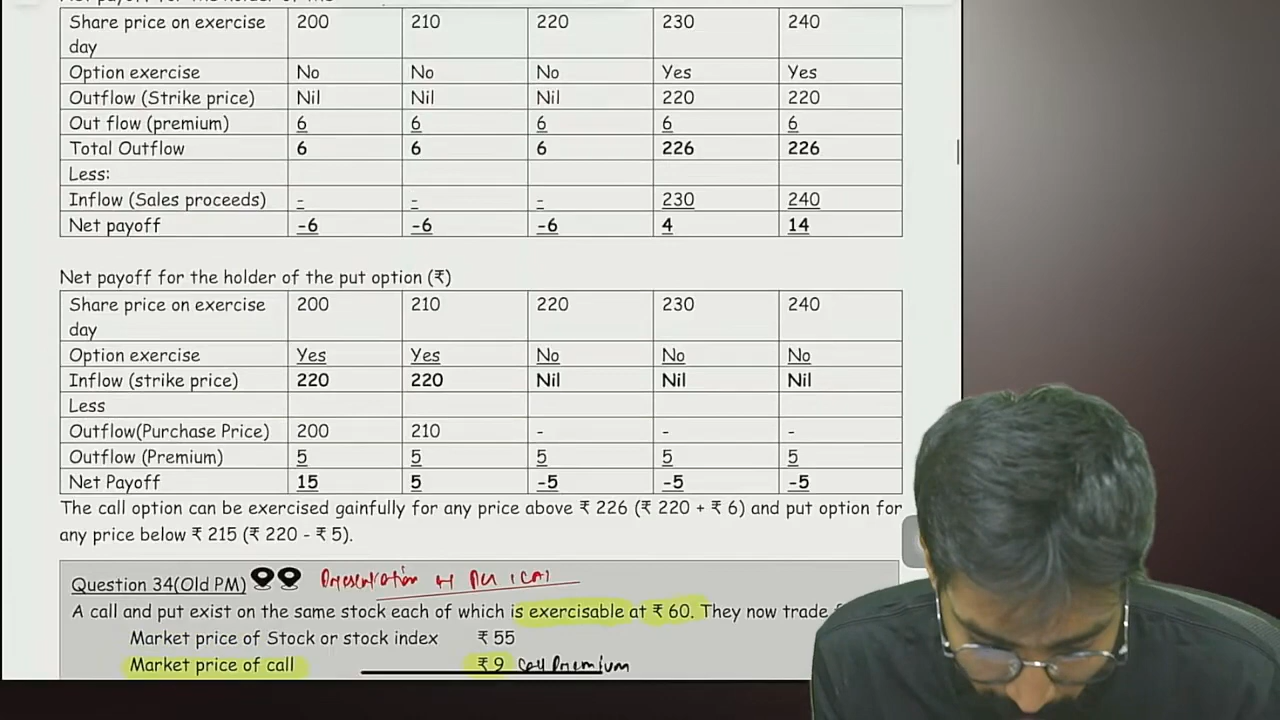 Share price on exercise day 200 210 220 230 240
Option exercise No No No Yes Yes
Outflow (Strike price) Nil Nil Nil 220 220
Out flow (premium) 6 6 6 6 6
Total Outflow 6 6 6 226 226
Less:
Inflow (Sales proceeds) - - - 230 240
Net payoff -6 -6 -6 4 14
Net payoff for the holder of the put option (₹)
Share price on exercise day 200 210 220 230 240
Option exercise Yes Yes No No No
Inflow (strike price) 220 220 Nil Nil Nil
Less
Outflow(Purchase Price) 200 210 - - -
Outflow (Premium) 5 5 5 5 5
Net Payoff 15 5 -5 -5 -5
The call option can be exercised gainfully for any price above ₹ 226 (₹ 220 + ₹ 6) and put option for
any price below ₹ 215 (₹ 220 - ₹ 5).
Question 34(Old PM) Presentation
A call and put exist on the same stock each of which is exercisable at ₹ 60. They now trade
Market price of Stock or stock index ₹ 55
Market price of call ₹ 9 Call Premium